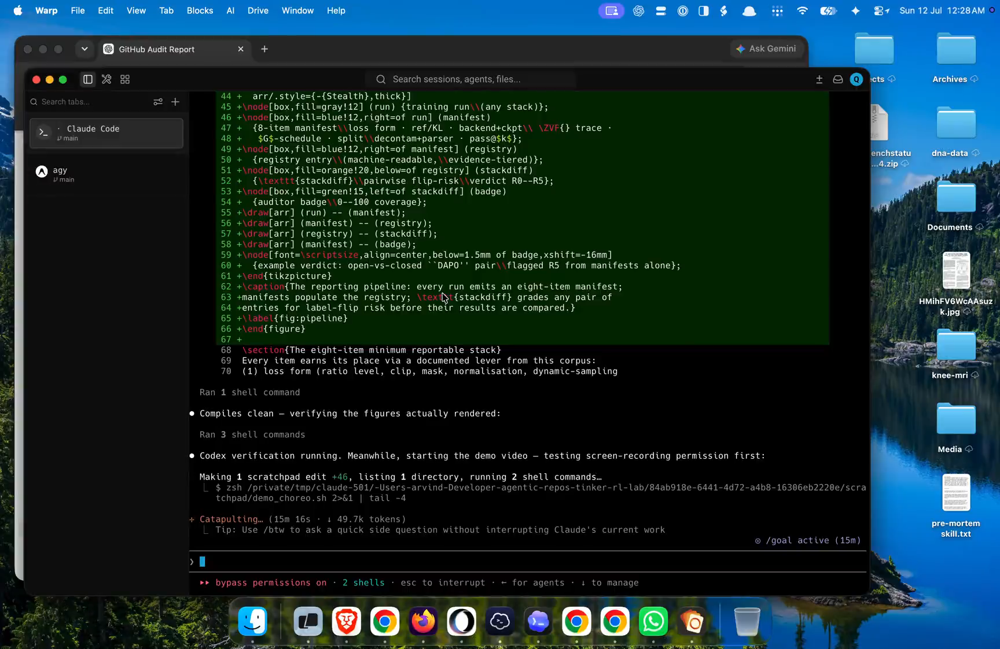 Warp File Edit View Tab Blocks AI Drive Window Help
Sun 12 Jul 12:28 AM
GitHub Audit Report
Ask Gemini
Search sessions, agents, files...
Q
Search tabs...
· Claude Code
main
agy
main
44 + arr/.style={-{Stealth},thick}]
45 +\node[box,fill=gray!12] (run) {training run\\(any stack)};
46 +\node[box,fill=blue!12,right=of run] (manifest)
47 + {8-item manifest\\loss form · ref/KL · backend+ckpt\\ \ZVF{} trace ·
48 + $G$-schedule · split\\decontam+parser · pass@$k$};
49 +\node[box,fill=blue!12,right=of manifest] (registry)
50 + {registry entry\\(machine-readable,\\evidence-tiered)};
51 +\node[box,fill=orange!20,below=of registry] (stackdiff)
52 + {\texttt{stackdiff}\\pairwise flip-risk\\verdict R0--R5};
53 +\node[box,fill=green!15,left=of stackdiff] (badge)
54 + {auditor badge\\0--100 coverage};
55 +\draw[arr] (run) -- (manifest);
56 +\draw[arr] (manifest) -- (registry);
57 +\draw[arr] (registry) -- (stackdiff);
58 +\draw[arr] (manifest) -- (badge);
59 +\node[font=\scriptsize,align=center,below=1.5mm of badge,xshift=-16mm]
60 + {example verdict: open-vs-closed ``DAPO'' pair\\flagged R5 from manifests alone};
61 +\end{tikzpicture}
62 +\caption{The reporting pipeline: every run emits an eight-item manifest;
63 +manifests populate the registry; \texttt{stackdiff} grades any pair of
64 +entries for label-flip risk before their results are compared.}
65 +\label{fig:pipeline}
66 +\end{figure}
67 +
68 \section{The eight-item minimum reportable stack}
69 Every item earns its place via a documented lever from this corpus:
70 (1) loss form (ratio level, clip, mask, normalisation, dynamic-sampling
Ran 1 shell command
● Compiles clean — verifying the figures actually rendered:
Ran 3 shell commands
● Codex verification running. Meanwhile, starting the demo video — testing screen-recording permission first:
Making 1 scratchpad edit +46, listing 1 directory, running 2 shell commands…
$ zsh /private/tmp/claude-501/-Users-arvind-Developer-agentic-repos-tinker-rl-lab/84ab918e-6441-4d72-a4b8-16306eb2220e/scra
tchpad/demo_choreo.sh 2>&1 | tail -4
Catapulting… (15m 16s · ↓ 49.7k tokens)
Tip: Use /btw to ask a quick side question without interrupting Claude's current work
◎ /goal active (15m)
❯
⏵⏵ bypass permissions on · 2 shells · esc to interrupt · ← for agents · ↓ to manage
ects
Archives
enchstatu
...4.zip
dna-data
Documents
HMihFV6WcAAsuz
k.jpg
knee-mri
Media
pre-mortem
skill.txt